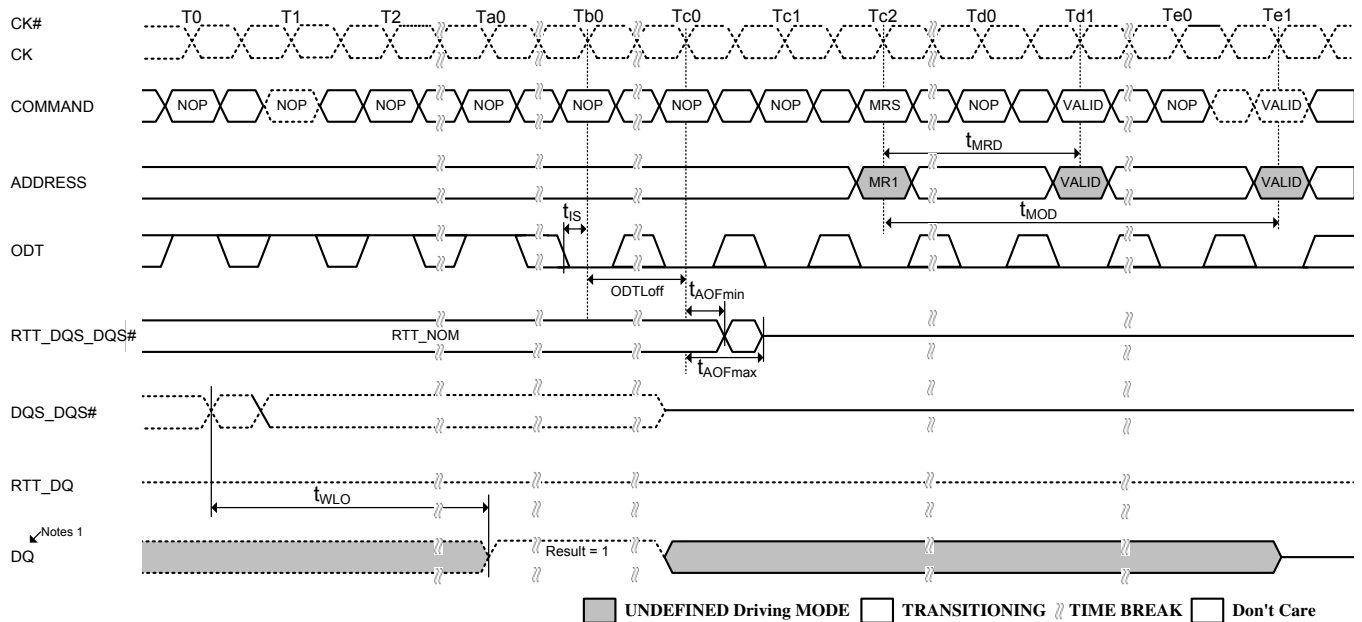 T0 T1 T2 Ta0 Tb0 Tc0 Tc1 Tc2 Td0 Td1 Te0 Te1
CK#
CK
COMMAND NOP NOP NOP NOP NOP NOP NOP MRS NOP VALID NOP VALID
tMRD
ADDRESS MR1 VALID VALID
tIS tMOD
ODT
ODTLoff tAOFmin
RTT_DQS_DQS# RTT_NOM
tAOFmax
DQS_DQS#
RTT_DQ
tWLO
Notes 1
DQ Result = 1
UNDEFINED Driving MODE TRANSITIONING TIME BREAK Don't Care